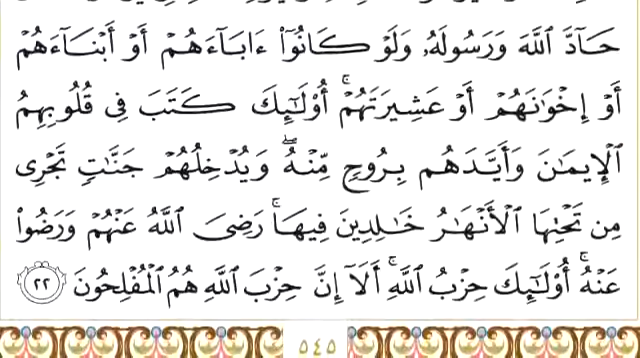 حَآدَّ ٱللَّهَ وَرَسُولَهُۥ وَلَوْ كَانُوٓا۟ ءَابَآءَهُمْ أَوْ أَبْنَآءَهُمْ
أَوْ إِخْوَٰنَهُمْ أَوْ عَشِيرَتَهُمْ ۚ أُو۟لَٰٓئِكَ كَتَبَ فِى قُلُوبِهِمُ
ٱلْإِيمَٰنَ وَأَيَّدَهُم بِرُوحٍ مِّنْهُ ۖ وَيُدْخِلُهُمْ جَنَّٰتٍ تَجْرِى
مِن تَحْتِهَا ٱلْأَنْهَٰرُ خَٰلِدِينَ فِيهَا ۚ رَضِىَ ٱللَّهُ عَنْهُمْ وَرَضُوا۟
عَنْهُ ۚ أُو۟لَٰٓئِكَ حِزْبُ ٱللَّهِ ۚ أَلَآ إِنَّ حِزْبَ ٱللَّهِ هُمُ ٱلْمُفْلِحُونَ ٢٢
٥٤٥